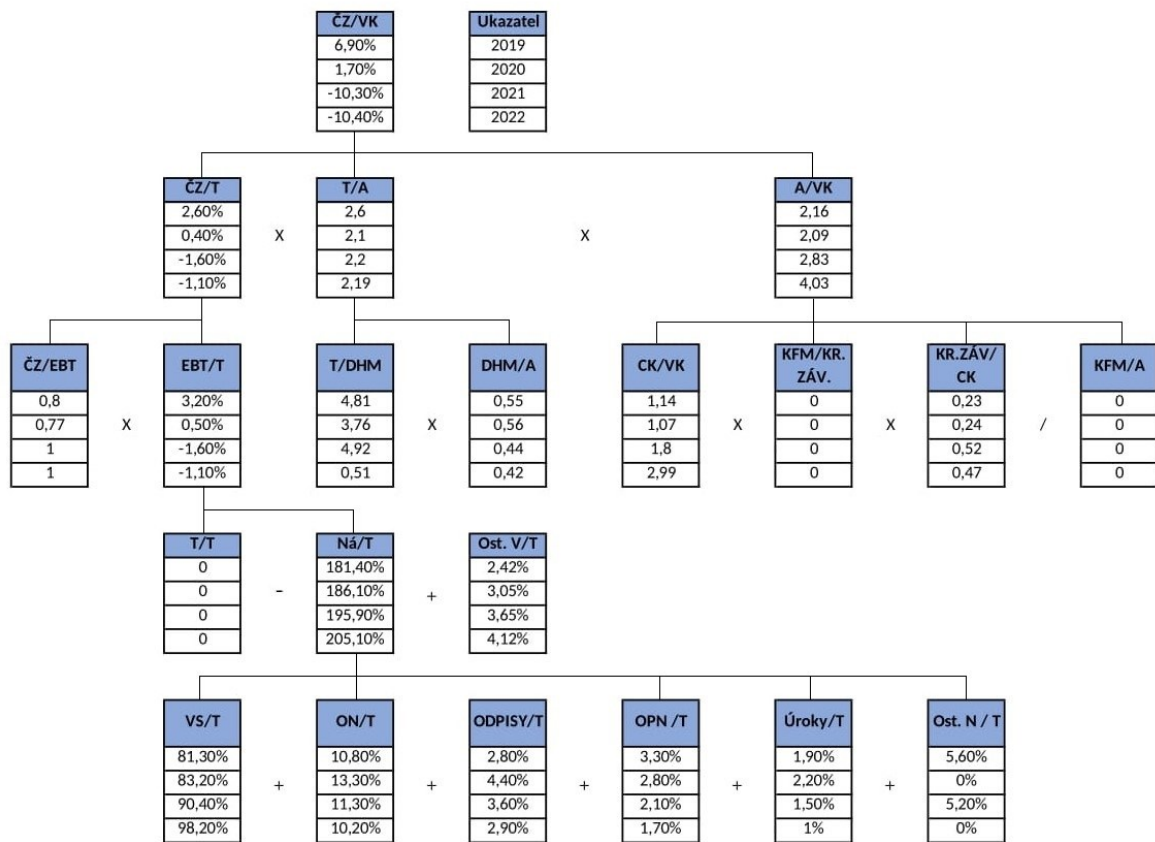 ČZ/VK Ukazatel
6,90% 2019
1,70% 2020
-10,30% 2021
-10,40% 2022
ČZ/T T/A A/VK
2,60% 2,6 2,16
0,40% X 2,1 X 2,09
-1,60% 2,2 2,83
-1,10% 2,19 4,03
ČZ/EBT EBT/T T/DHM DHM/A CK/VK KFM/KR. ZÁV. KR.ZÁV/ CK KFM/A
0,8 3,20% 4,81 0,55 1,14 0 0,23 0
0,77 X 0,50% 3,76 X 0,56 1,07 X 0 X 0,24 / 0
1 -1,60% 4,92 0,44 1,8 0 0,52 0
1 -1,10% 0,51 0,42 2,99 0 0,47 0
T/T Ná/T Ost. V/T
0 181,40% 2,42%
0 - 186,10% + 3,05%
0 195,90% 3,65%
0 205,10% 4,12%
VS/T ON/T ODPISY/T OPN /T Úroky/T Ost. N / T
81,30% 10,80% 2,80% 3,30% 1,90% 5,60%
83,20% + 13,30% + 4,40% + 2,80% + 2,20% + 0%
90,40% 11,30% 3,60% 2,10% 1,50% 5,20%
98,20% 10,20% 2,90% 1,70% 1% 0%